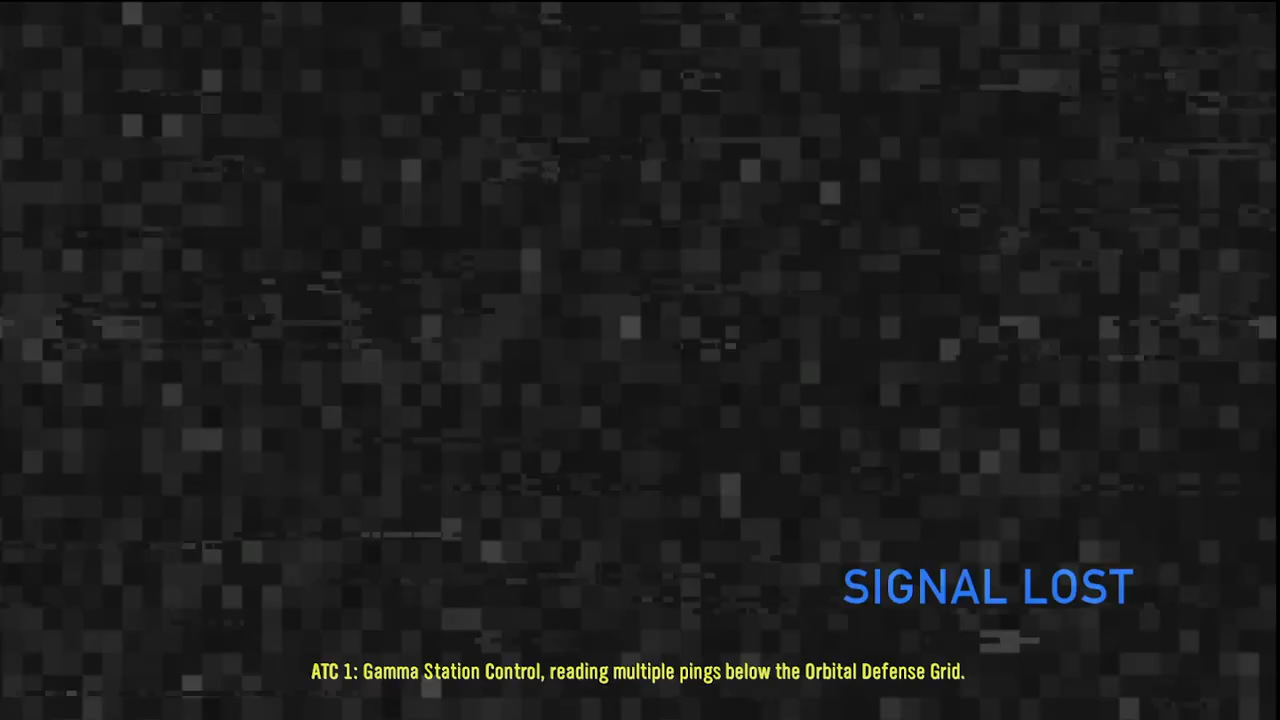 SIGNAL LOST
ATC 1: Gamma Station Control, reading multiple pings below the Orbital Defense Grid.